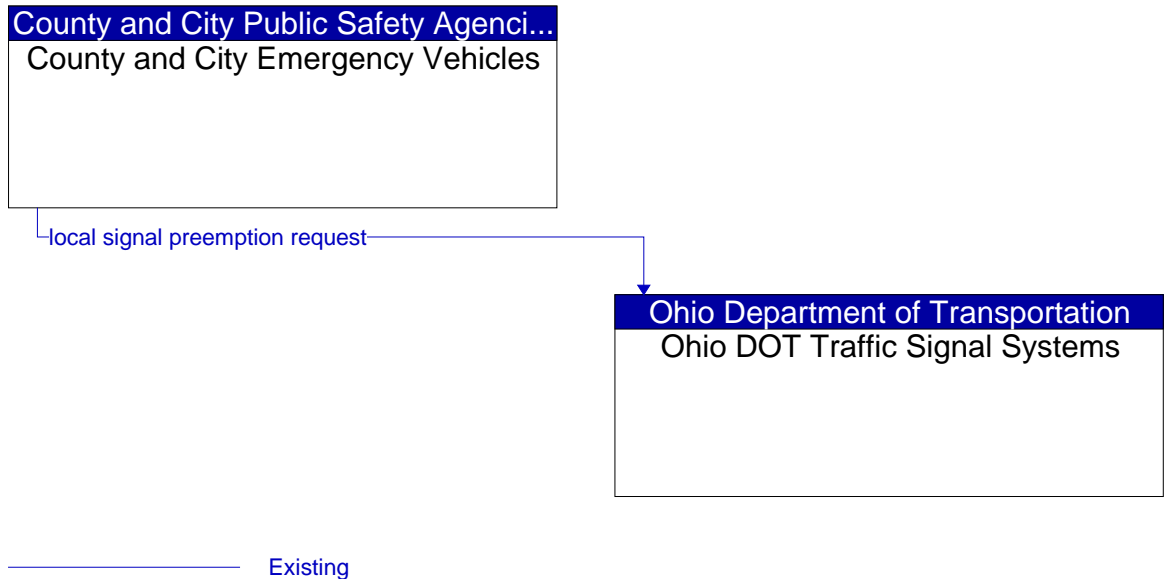 County and City Public Safety Agenci...
County and City Emergency Vehicles
local signal preemption request
Ohio Department of Transportation
Ohio DOT Traffic Signal Systems
Existing